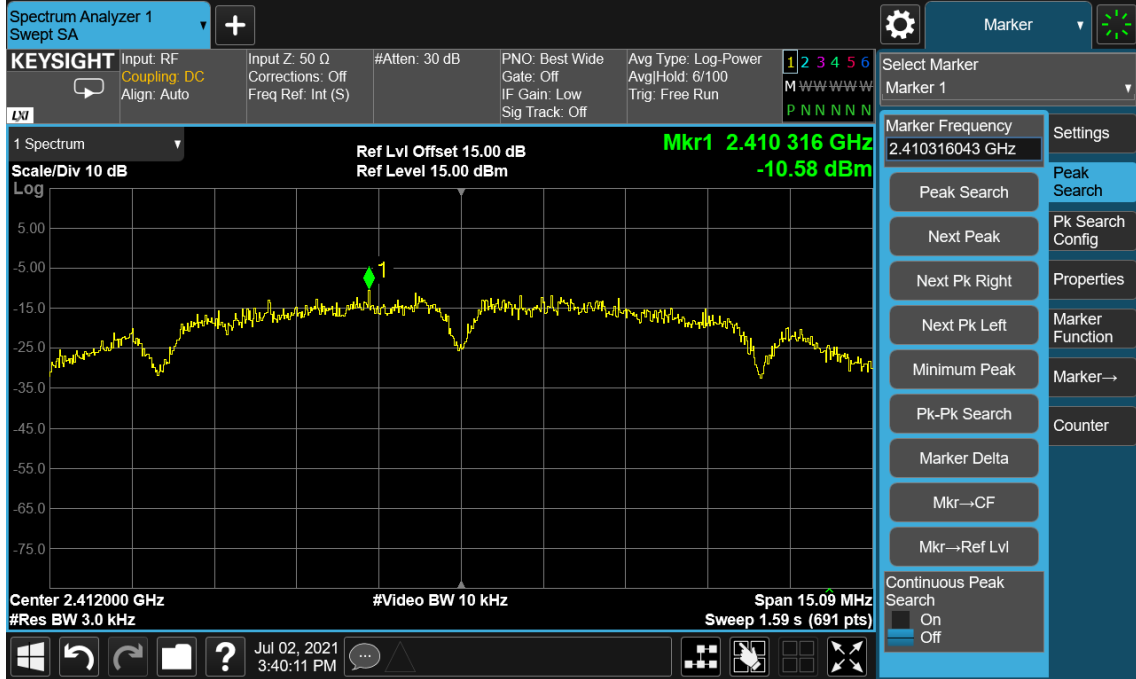 Spectrum Analyzer 1
Swept SA
+
Marker
KEYSIGHT
LXI
Input: RF
Coupling: DC
Align: Auto
Input Z: 50 Ω
Corrections: Off
Freq Ref: Int (S)
#Atten: 30 dB
PNO: Best Wide
Gate: Off
IF Gain: Low
Sig Track: Off
Avg Type: Log-Power
Avg|Hold: 6/100
Trig: Free Run
1 2 3 4 5 6
M W W W W W
P N N N N N
Select Marker
Marker 1
1 Spectrum
Scale/Div 10 dB
Log
Ref Lvl Offset 15.00 dB
Ref Level 15.00 dBm
Mkr1 2.410 316 GHz
-10.58 dBm
5.00
-5.00
-15.0
-25.0
-35.0
-45.0
-55.0
-65.0
-75.0
1
Center 2.412000 GHz
#Res BW 3.0 kHz
#Video BW 10 kHz
Span 15.09 MHz
Sweep 1.59 s (691 pts)
Marker Frequency
2.410316043 GHz
Peak Search
Next Peak
Next Pk Right
Next Pk Left
Minimum Peak
Pk-Pk Search
Marker Delta
Mkr→CF
Mkr→Ref Lvl
Continuous Peak
Search
On
Off
Settings
Peak
Search
Pk Search
Config
Properties
Marker
Function
Marker→
Counter
?
Jul 02, 2021
3:40:11 PM